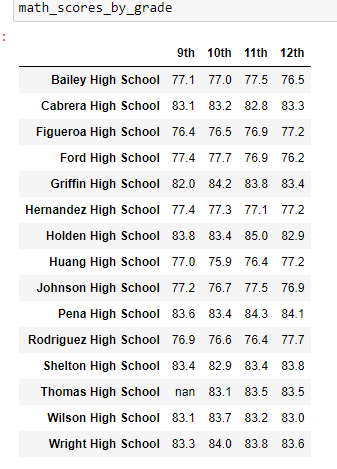 math_scores_by_grade
:
9th 10th 11th 12th
Bailey High School 77.1 77.0 77.5 76.5
Cabrera High School 83.1 83.2 82.8 83.3
Figueroa High School 76.4 76.5 76.9 77.2
Ford High School 77.4 77.7 76.9 76.2
Griffin High School 82.0 84.2 83.8 83.4
Hernandez High School 77.4 77.3 77.1 77.2
Holden High School 83.8 83.4 85.0 82.9
Huang High School 77.0 75.9 76.4 77.2
Johnson High School 77.2 76.7 77.5 76.9
Pena High School 83.6 83.4 84.3 84.1
Rodriguez High School 76.9 76.6 76.4 77.7
Shelton High School 83.4 82.9 83.4 83.8
Thomas High School nan 83.1 83.5 83.5
Wilson High School 83.1 83.7 83.2 83.0
Wright High School 83.3 84.0 83.8 83.6